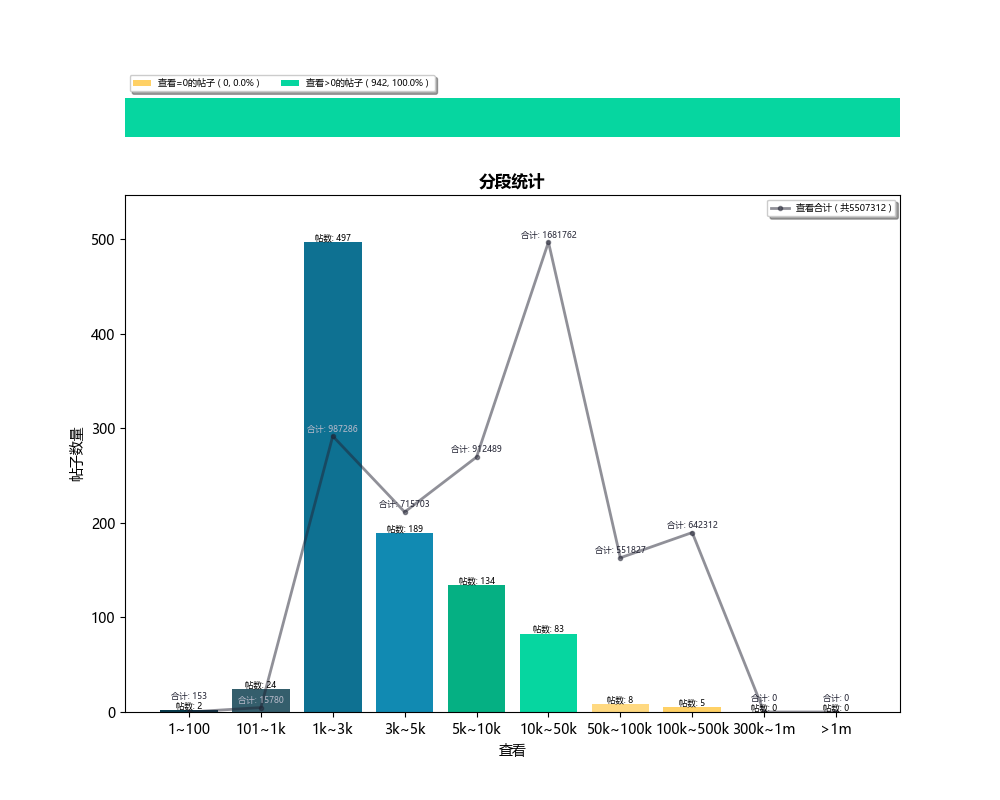 查看=0的帖子 ( 0, 0.0% )
查看>0的帖子 ( 942, 100.0% )
分段统计
查看合计 ( 共5507312 )
帖子数量
500
400
300
200
100
0
合计: 153
帖数: 2
帖数: 24
合计: 15780
帖数: 497
合计: 987286
合计: 715703
帖数: 189
合计: 912489
帖数: 134
合计: 1681762
帖数: 83
合计: 551827
帖数: 8
合计: 642312
帖数: 5
合计: 0
帖数: 0
合计: 0
帖数: 0
1~100 101~1k 1k~3k 3k~5k 5k~10k 10k~50k 50k~100k 100k~500k 300k~1m >1m
查看